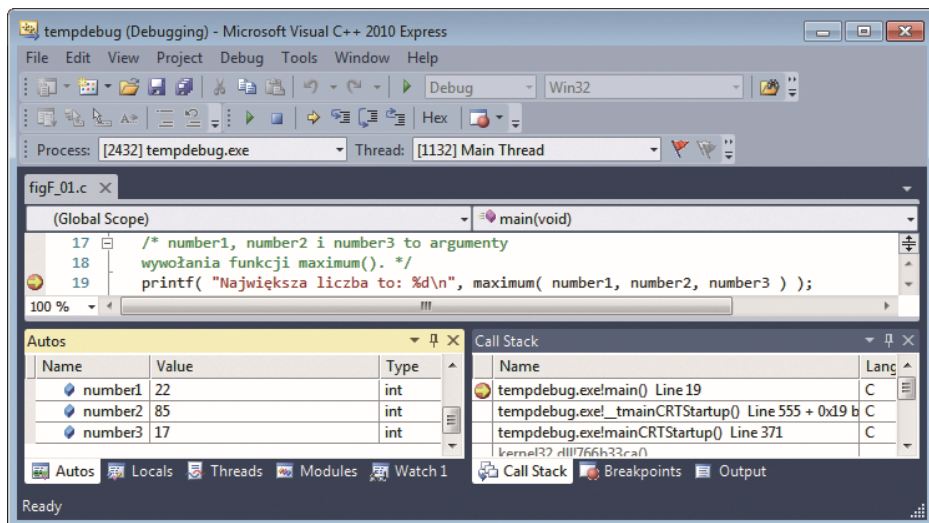 tempdebug (Debugging) - Microsoft Visual C++ 2010 Express
File Edit View Project Debug Tools Window Help
Debug Win32
Hex
Process: [2432] tempdebug.exe Thread: [1132] Main Thread
figF_01.c
(Global Scope) main(void)
17 /* number1, number2 i number3 to argumenty
18 wywołania funkcji maximum(). */
19 printf( "Największa liczba to: %d\n", maximum( number1, number2, number3 ) );
100 %
Autos
Name Value Type
number1 22 int
number2 85 int
number3 17 int
Autos Locals Threads Modules Watch 1
Call Stack
Name Lang
tempdebug.exe!main() Line 19 C
tempdebug.exe!__tmainCRTStartup() Line 555 + 0x19 b C
tempdebug.exe!mainCRTStartup() Line 371 C
kernel32.dll!766b33ca()
Call Stack Breakpoints Output
Ready